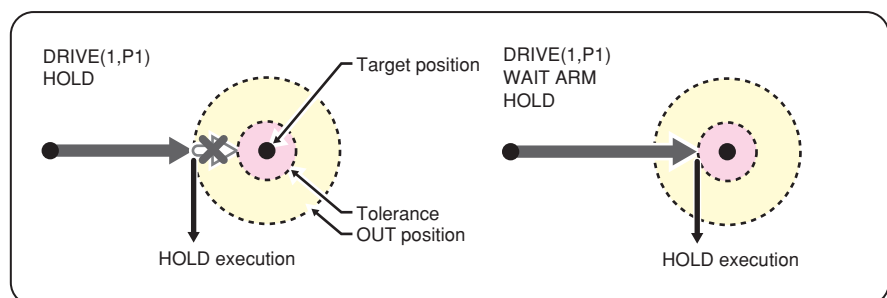 DRIVE(1,P1)
HOLD
Target position
Tolerance
OUT position
HOLD execution
DRIVE(1,P1)
WAIT ARM
HOLD
HOLD execution